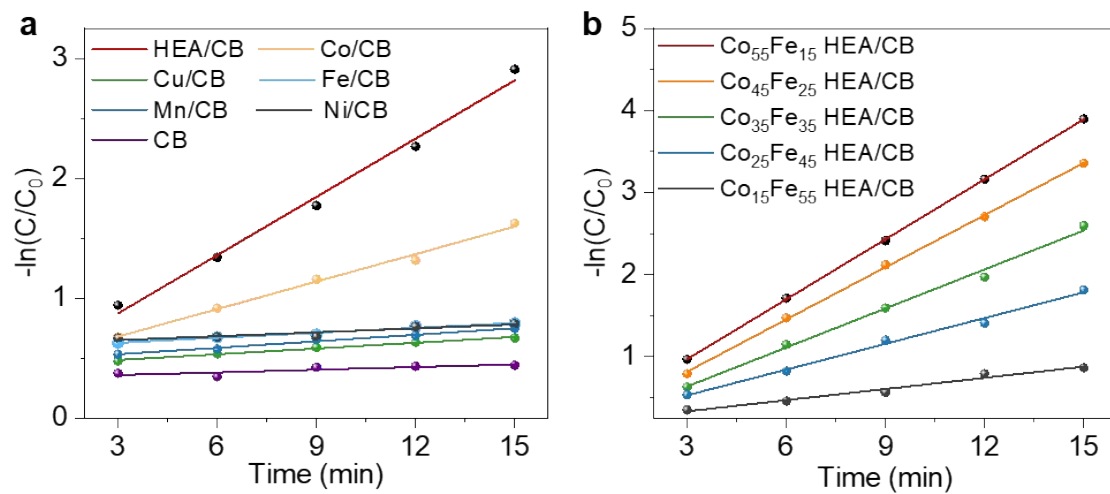 a
3
2
1
0
-ln(C/C₀)
HEA/CB Co/CB
Cu/CB Fe/CB
Mn/CB Ni/CB
CB
3 6 9 12 15
Time (min)
b
5
4
3
2
1
-ln(C/C₀)
Co₅₅Fe₁₅ HEA/CB
Co₄₅Fe₂₅ HEA/CB
Co₃₅Fe₃₅ HEA/CB
Co₂₅Fe₄₅ HEA/CB
Co₁₅Fe₅₅ HEA/CB
3 6 9 12 15
Time (min)